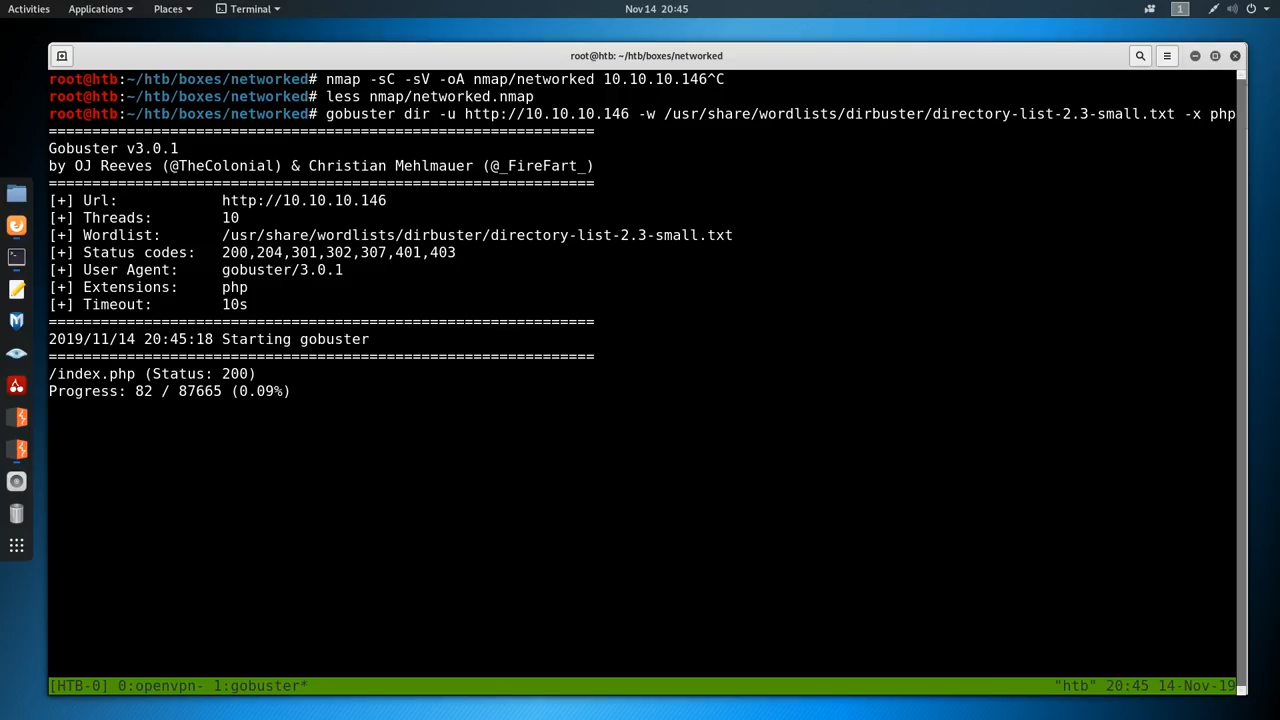 Activities Applications Places Terminal Nov 14 20:45 1
root@htb: ~/htb/boxes/networked
root@htb:~/htb/boxes/networked# nmap -sC -sV -oA nmap/networked 10.10.10.146^C
root@htb:~/htb/boxes/networked# less nmap/networked.nmap
root@htb:~/htb/boxes/networked# gobuster dir -u http://10.10.10.146 -w /usr/share/wordlists/dirbuster/directory-list-2.3-small.txt -x php
===============================================================
Gobuster v3.0.1
by OJ Reeves (@TheColonial) & Christian Mehlmauer (@_FireFart_)
===============================================================
[+] Url:            http://10.10.10.146
[+] Threads:        10
[+] Wordlist:       /usr/share/wordlists/dirbuster/directory-list-2.3-small.txt
[+] Status codes:   200,204,301,302,307,401,403
[+] User Agent:     gobuster/3.0.1
[+] Extensions:     php
[+] Timeout:        10s
===============================================================
2019/11/14 20:45:18 Starting gobuster
===============================================================
/index.php (Status: 200)
Progress: 82 / 87665 (0.09%)
[HTB-0] 0:openvpn- 1:gobuster* "htb" 20:45 14-Nov-19